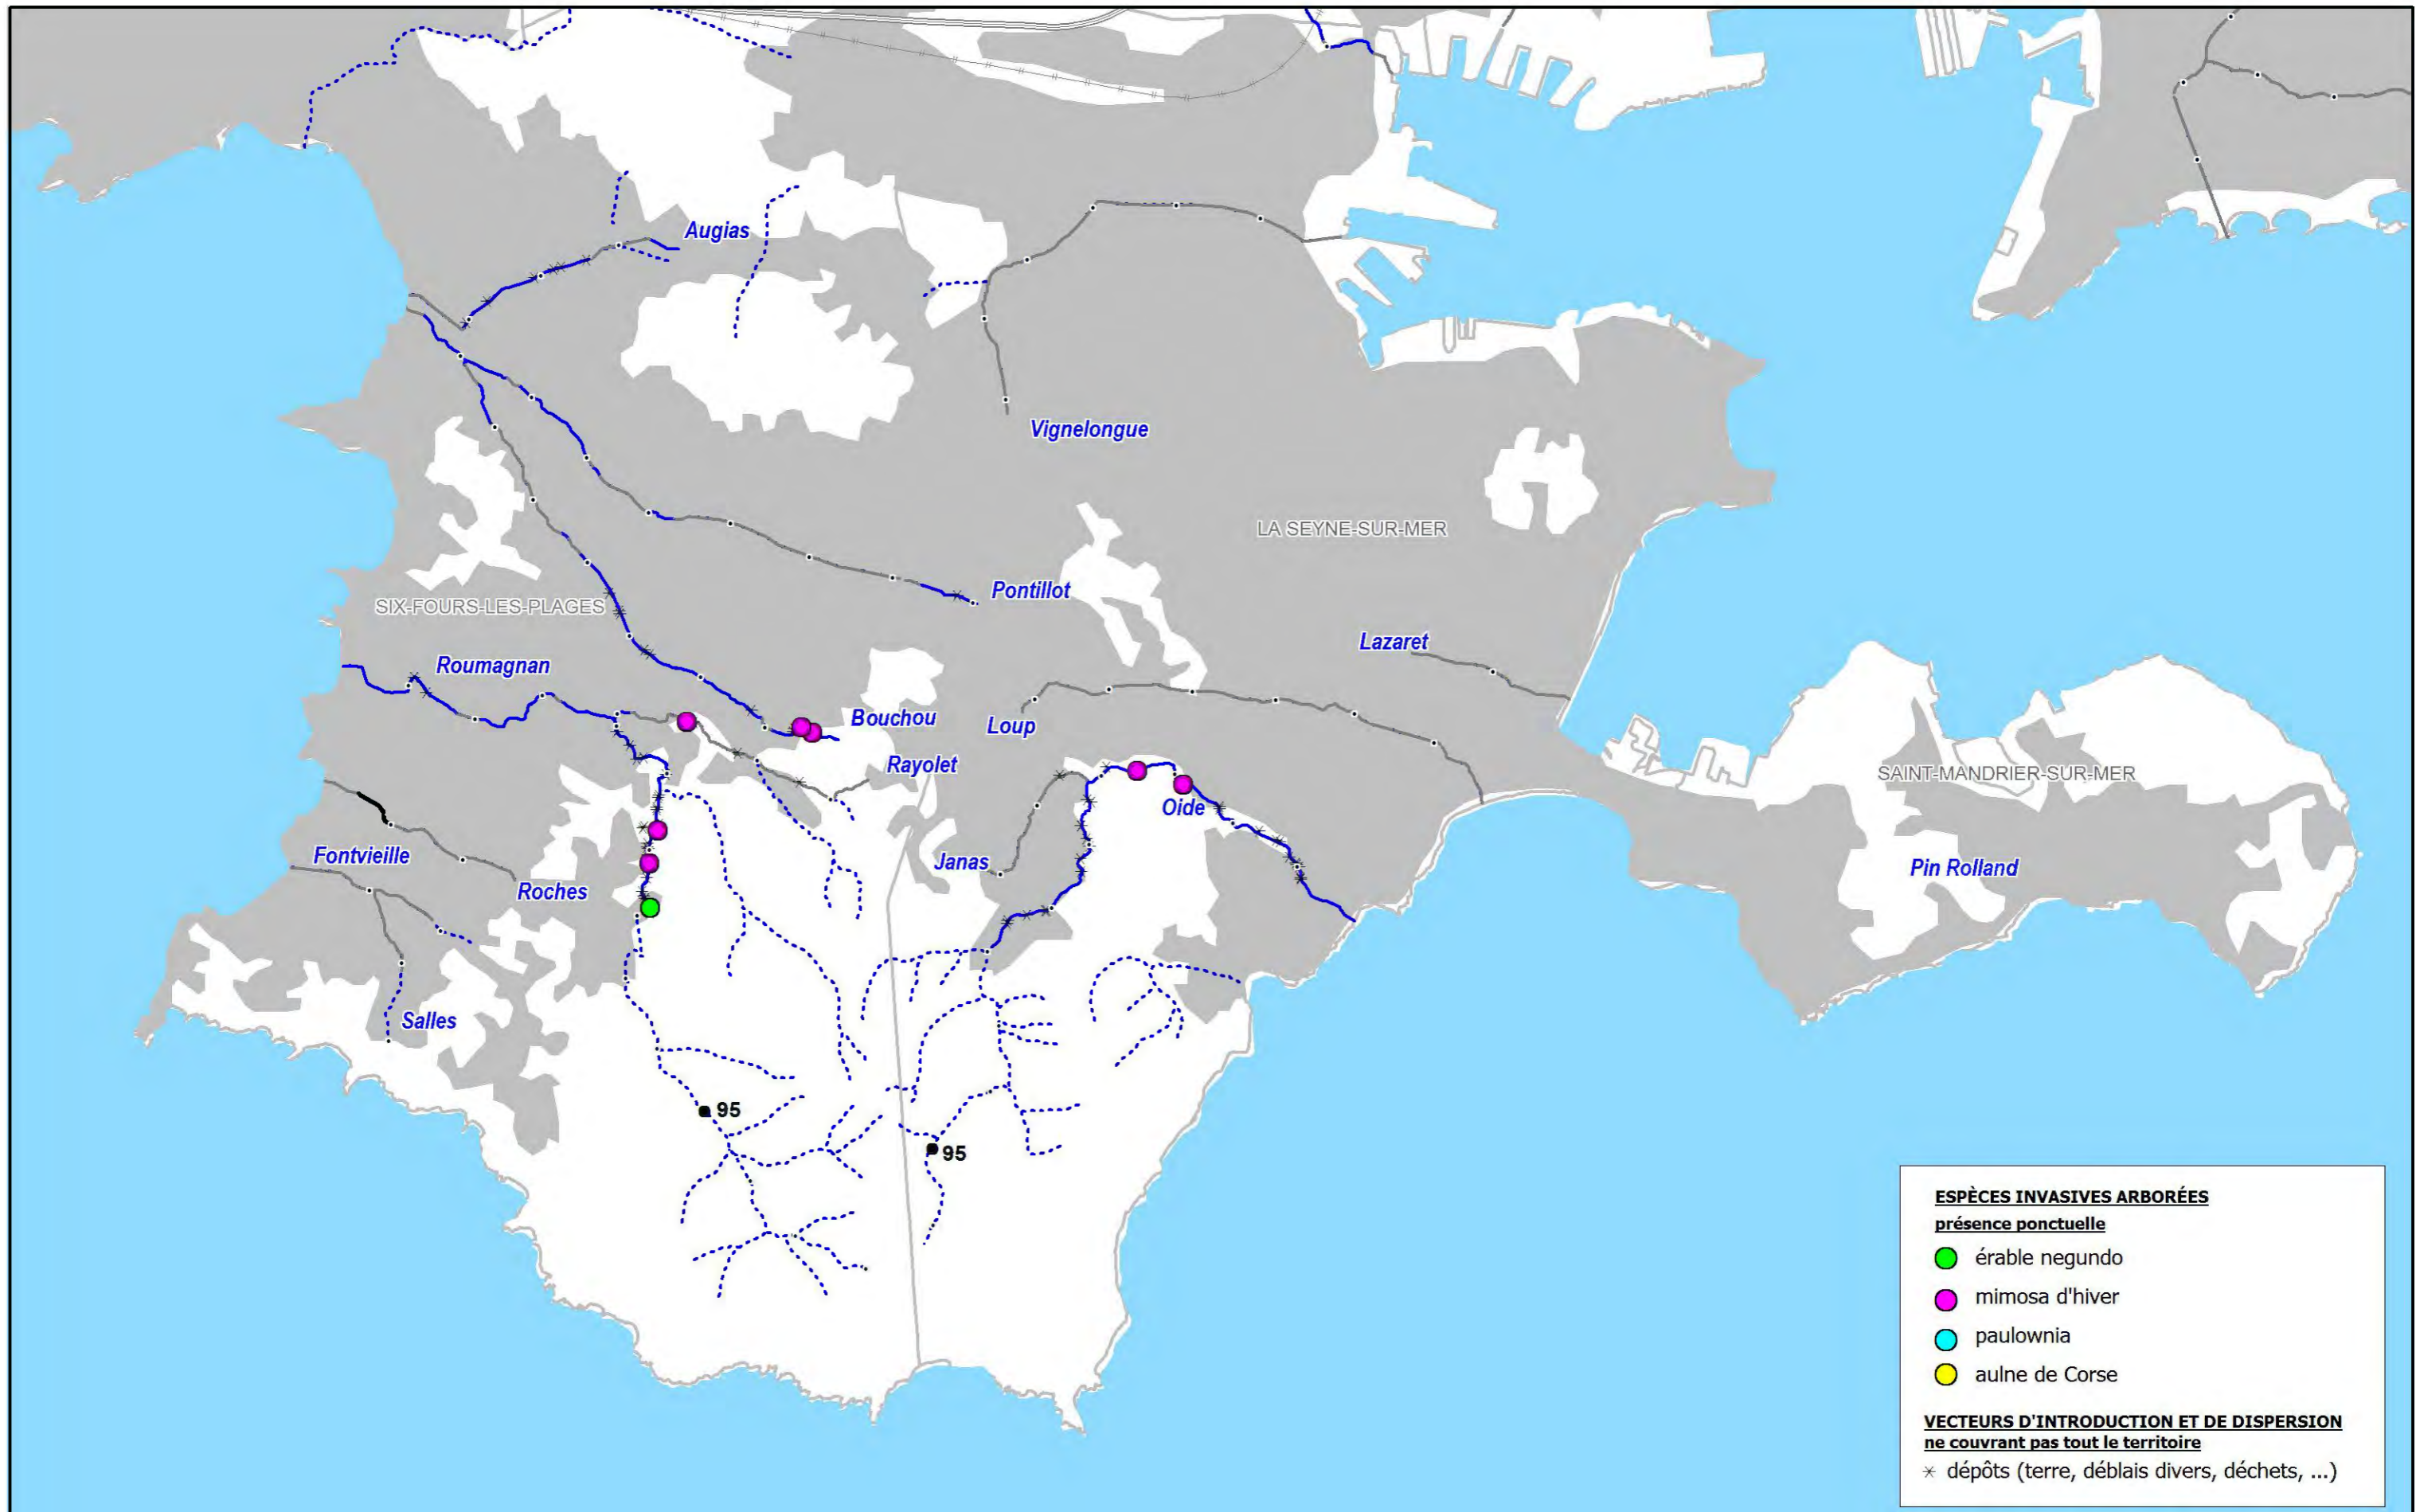 Augias
Vignelongue
LA SEYNE-SUR-MER
Pontillot
SIX-FOURS-LES-PLAGES
Lazaret
Roumagnan
Bouchou
Loup
Rayolet
SAINT-MANDRIER-SUR-MER
Oide
Fontvieille
Janas
Pin Rolland
Roches
Salles
95
95
ESPÈCES INVASIVES ARBORÉES
présence ponctuelle
érable negundo
mimosa d'hiver
paulownia
aulne de Corse
VECTEURS D'INTRODUCTION ET DE DISPERSION
ne couvrant pas tout le territoire
dépôts (terre, déblais divers, déchets, ...)